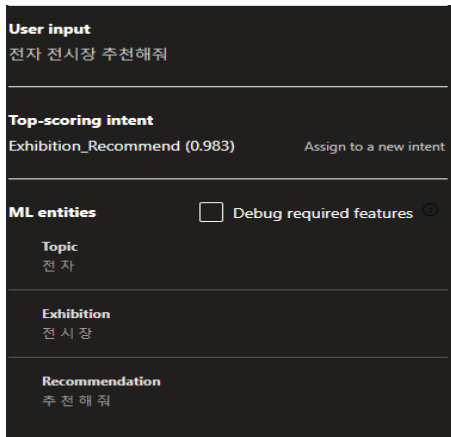 User input
전자 전시장 추천해줘
Top-scoring intent
Exhibition_Recommend (0.983) Assign to a new intent
ML entities Debug required features
Topic
전 자
Exhibition
전 시 장
Recommendation
추 천 해 줘